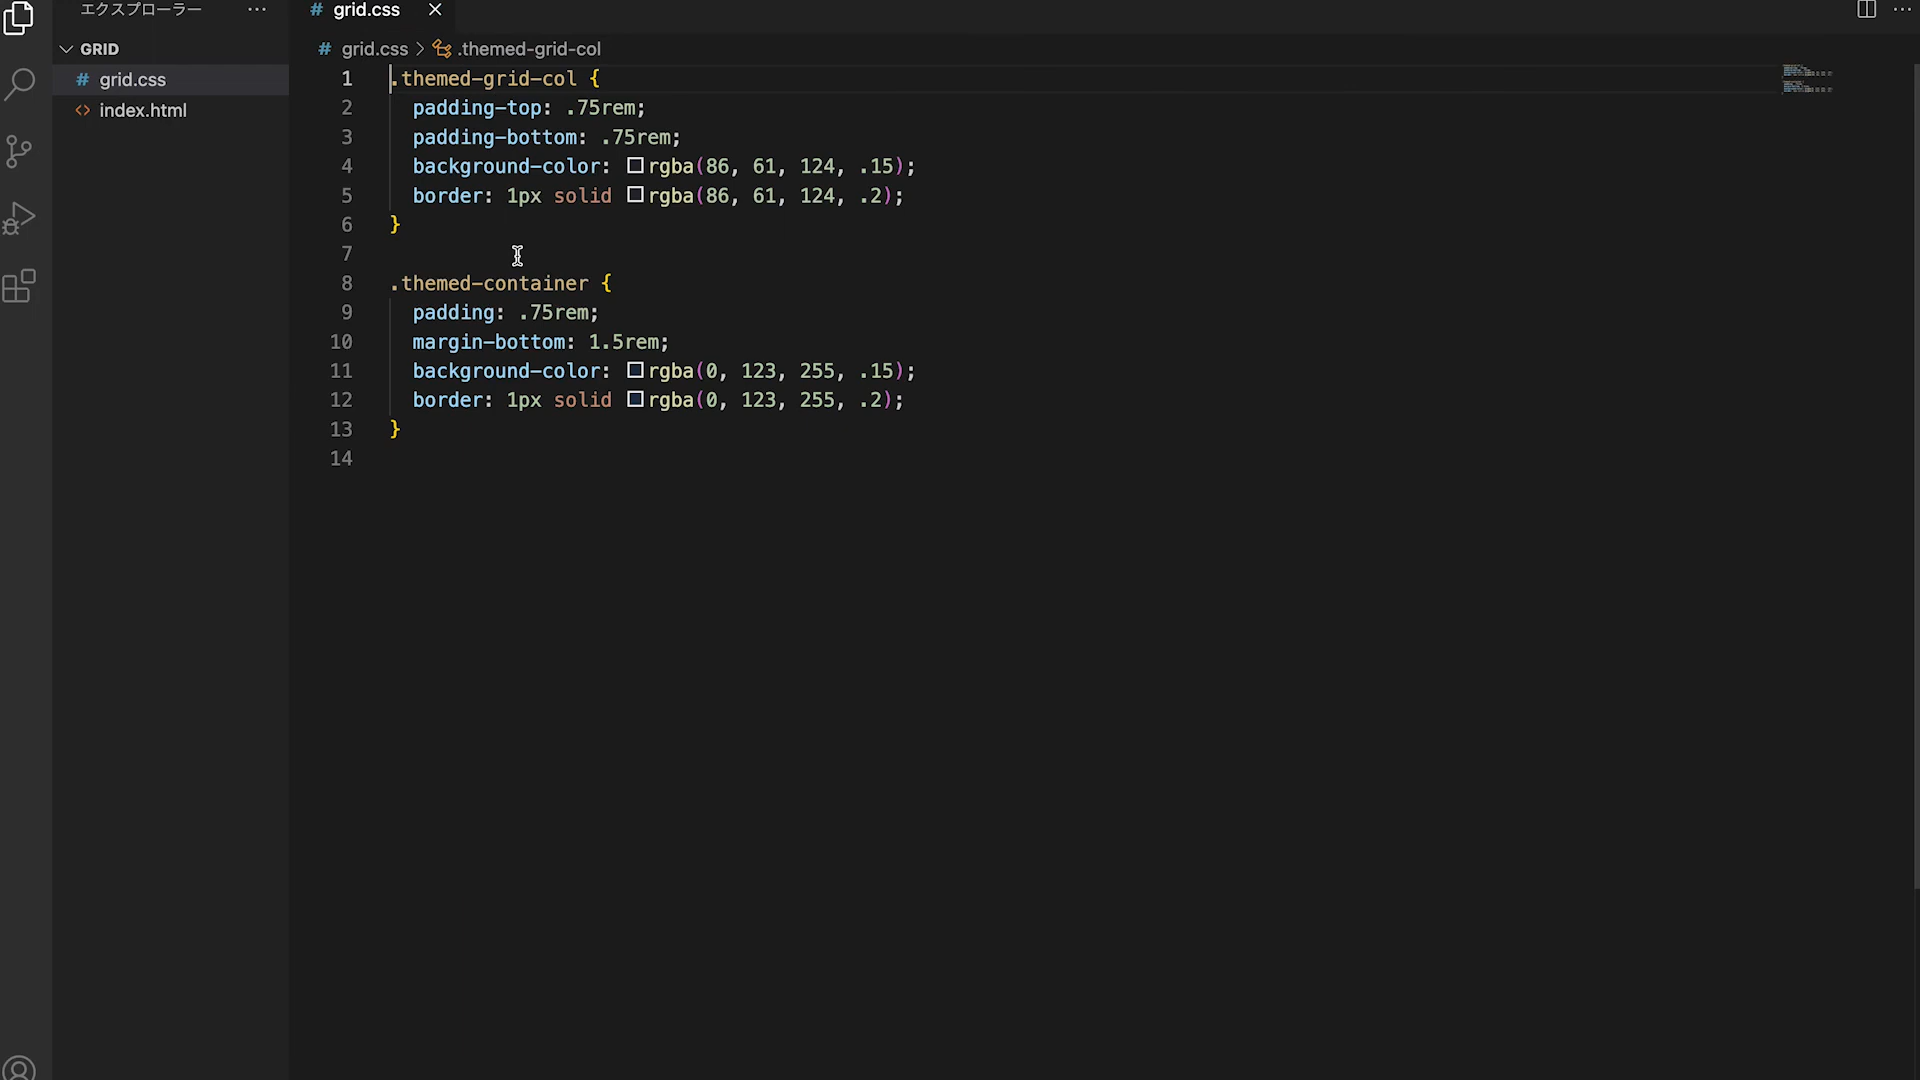 エクスプローラー ...
GRID
# grid.css
<> index.html
# grid.css ×
# grid.css > .themed-grid-col
1 .themed-grid-col {
2 padding-top: .75rem;
3 padding-bottom: .75rem;
4 background-color: rgba(86, 61, 124, .15);
5 border: 1px solid rgba(86, 61, 124, .2);
6 }
7
8 .themed-container {
9 padding: .75rem;
10 margin-bottom: 1.5rem;
11 background-color: rgba(0, 123, 255, .15);
12 border: 1px solid rgba(0, 123, 255, .2);
13 }
14